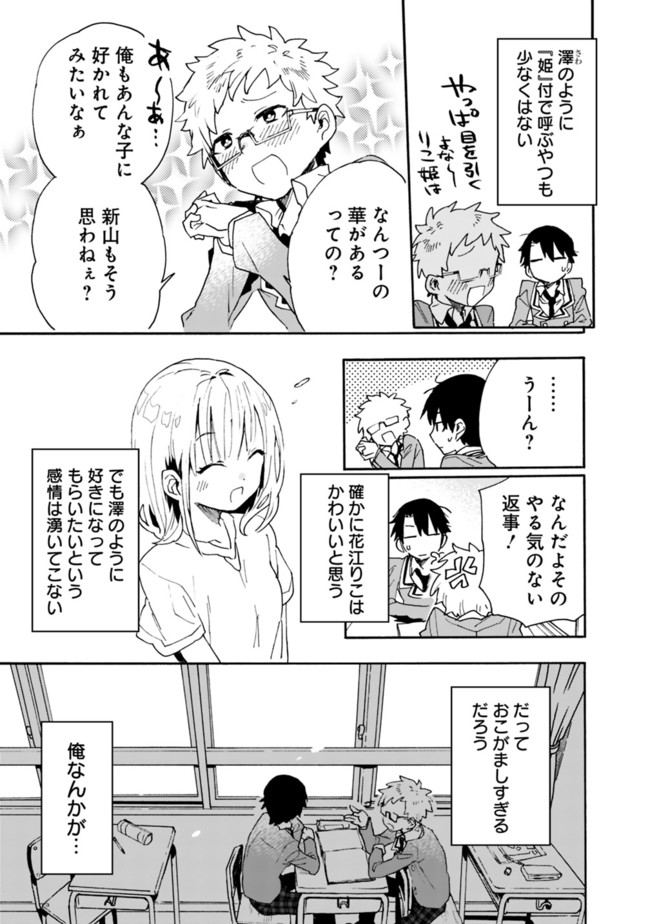 澤のように
『姫』付で呼ぶやつも
少なくはない
さわ
やっぱ目を引く
よな〜
りこ姫は
なんつーの
華がある
っての？
あ〜ぁ…
俺もあんな子に
好かれて
みたいなぁ
新山もそう
思わねぇ？
……
うーん？
なんだよその
やる気のない
返事！
確かに花江りこは
かわいいと思う
でも澤のように
好きになって
もらいたいという
感情は湧いてこない
だって
おこがましすぎる
だろう
俺なんかが…